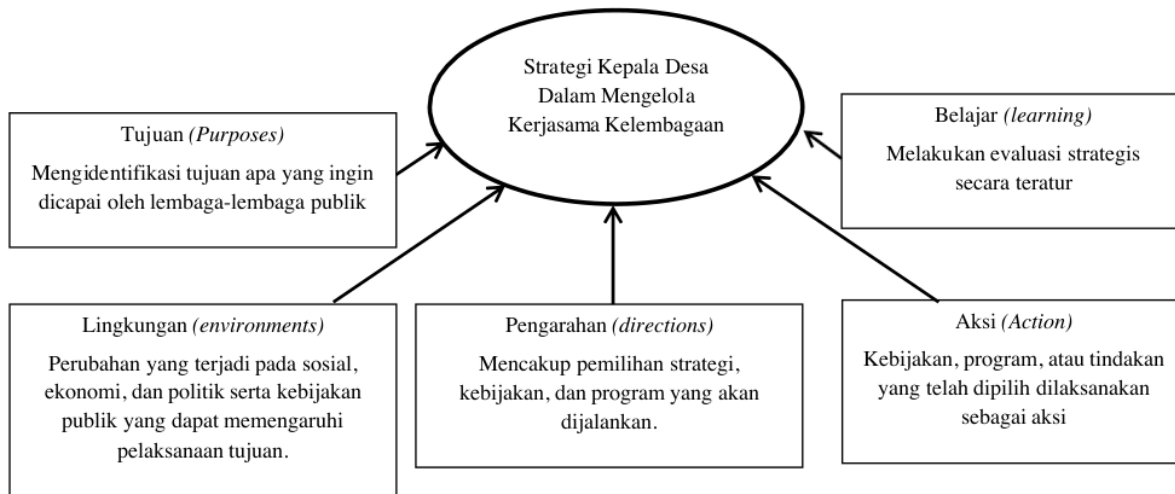 Strategi Kepala Desa
Dalam Mengelola
Kerjasama Kelembagaan
Tujuan (Purposes)
Mengidentifikasi tujuan apa yang ingin
dicapai oleh lembaga-lembaga publik
Belajar (learning)
Melakukan evaluasi strategis
secara teratur
Lingkungan (environments)
Perubahan yang terjadi pada sosial,
ekonomi, dan politik serta kebijakan
publik yang dapat memengaruhi
pelaksanaan tujuan.
Pengarahan (directions)
Mencakup pemilihan strategi,
kebijakan, dan program yang akan
dijalankan.
Aksi (Action)
Kebijakan, program, atau tindakan
yang telah dipilih dilaksanakan
sebagai aksi